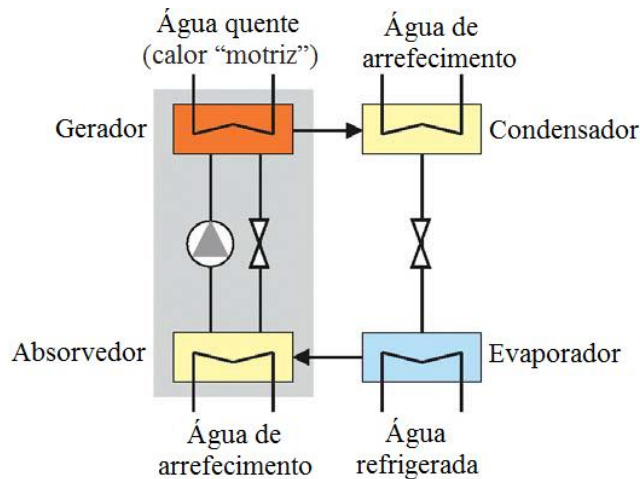 Água quente
(calor “motriz”)
Água de
arrefecimento
Gerador
Condensador
Absorvedor
Evaporador
Água de
arrefecimento
Água
refrigerada